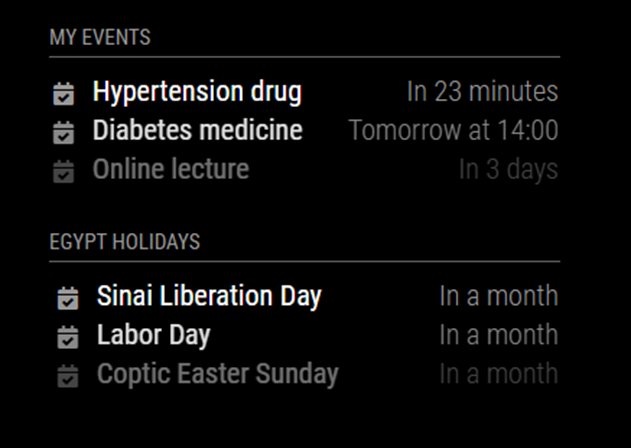 MY EVENTS
Hypertension drug In 23 minutes
Diabetes medicine Tomorrow at 14:00
Online lecture In 3 days
EGYPT HOLIDAYS
Sinai Liberation Day In a month
Labor Day In a month
Coptic Easter Sunday In a month